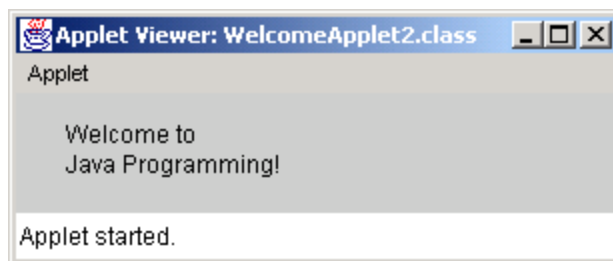 Applet Viewer: WelcomeApplet2.class
Applet
Welcome to
Java Programming!
Applet started.